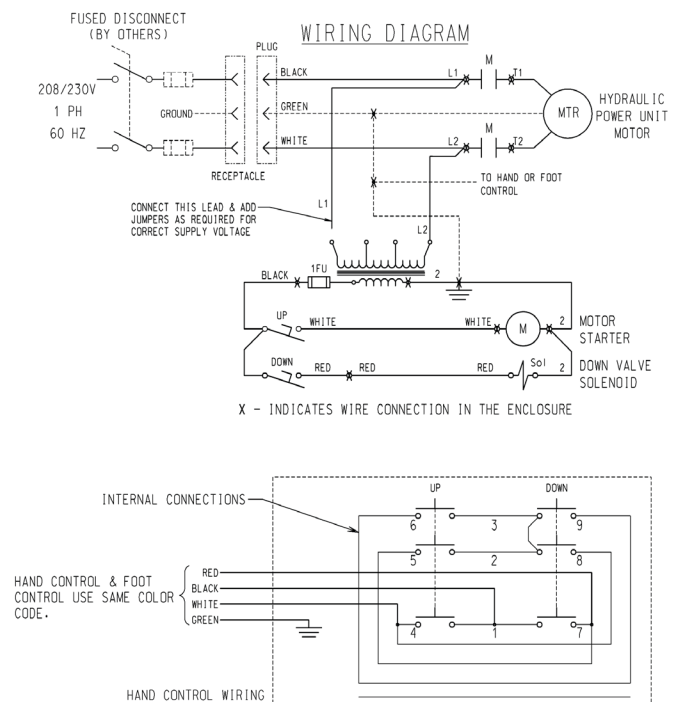 WIRING DIAGRAM
FUSED DISCONNECT
(BY OTHERS)
PLUG
208/230V
1 PH
60 HZ
BLACK
L1
M
T1
GROUND
GREEN
MTR
HYDRAULIC
POWER UNIT
MOTOR
WHITE
L2
M
T2
RECEPTACLE
TO HAND OR FOOT
CONTROL
CONNECT THIS LEAD & ADD
JUMPERS AS REQUIRED FOR
CORRECT SUPPLY VOLTAGE
L1
L2
BLACK
1FU
2
UP
WHITE
WHITE
M
2
MOTOR
STARTER
DOWN
RED
RED
RED
Sol
2
DOWN VALVE
SOLENOID
X - INDICATES WIRE CONNECTION IN THE ENCLOSURE
INTERNAL CONNECTIONS
UP
DOWN
6
3
9
5
2
8
4
1
7
HAND CONTROL & FOOT
CONTROL USE SAME COLOR
CODE.
RED
BLACK
WHITE
GREEN
HAND CONTROL WIRING